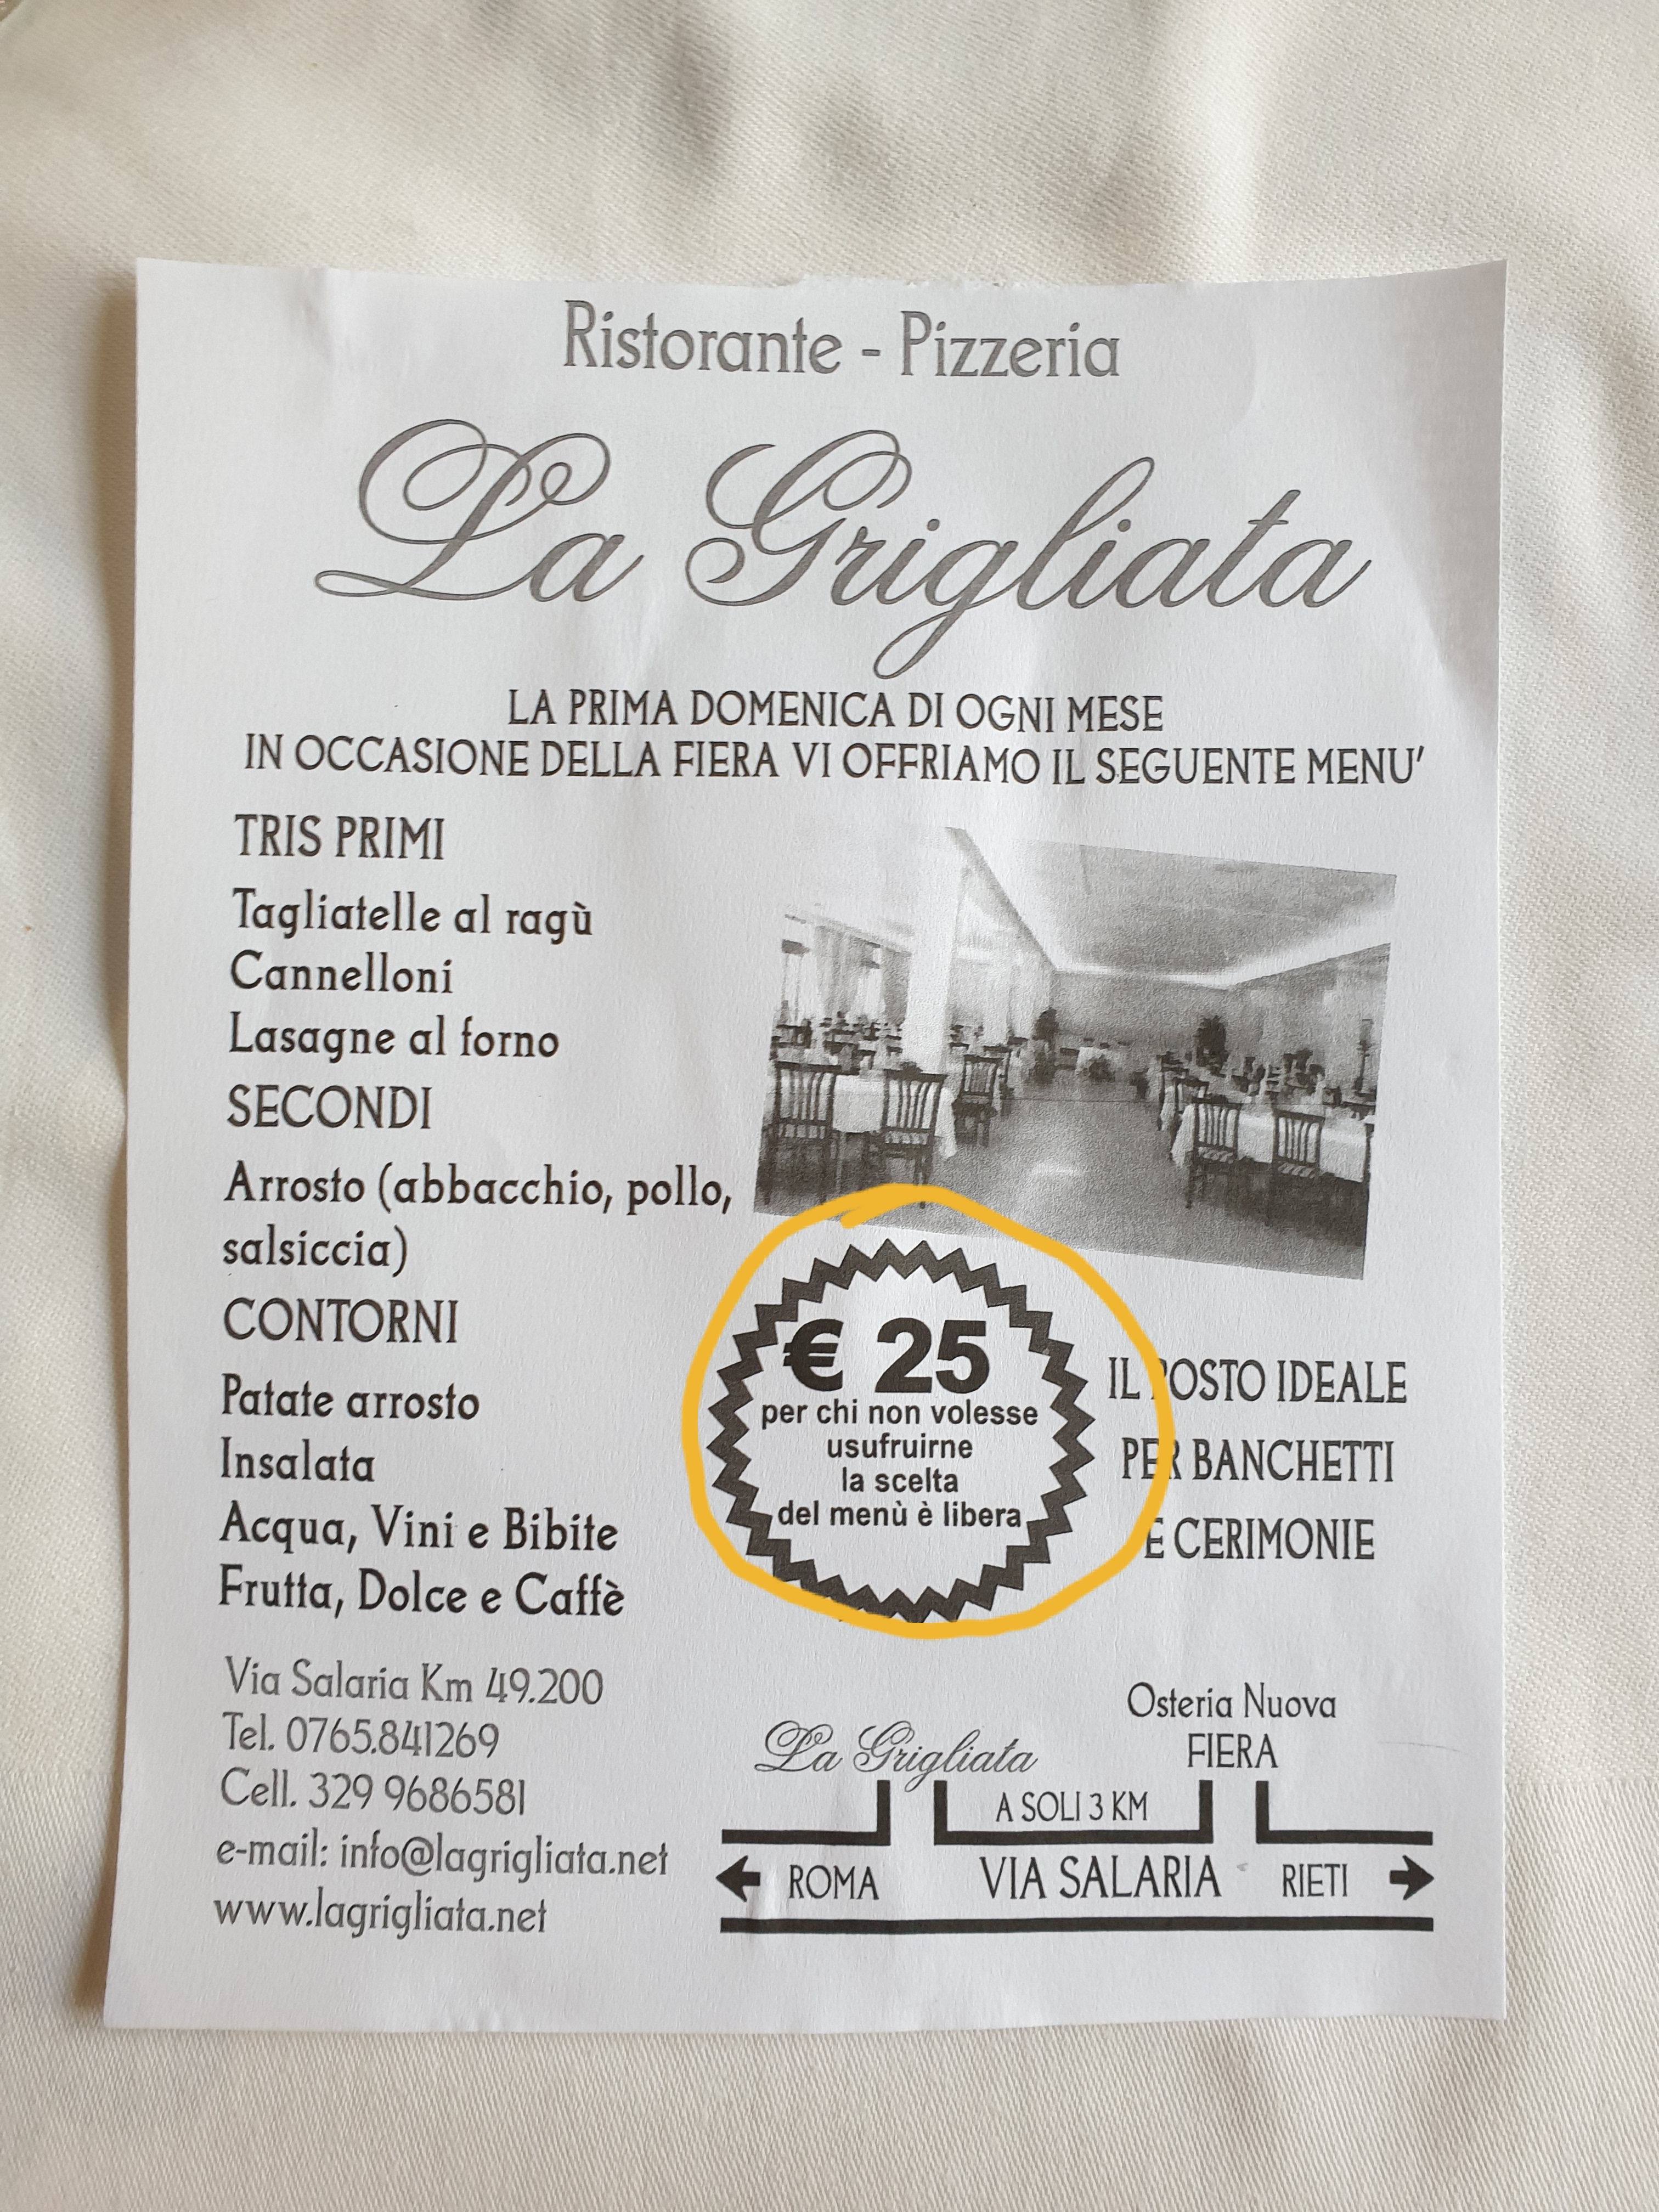 Ristorante - Pizzeria
La Grigliata
LA PRIMA DOMENICA DI OGNI MESE
IN OCCASIONE DELLA FIERA VI OFFRIAMO IL SEGUENTE MENU'
TRIS PRIMI
Tagliatelle al ragù
Cannelloni
Lasagne al forno
SECONDI
Arrosto (abbacchio, pollo,
salsiccia)
CONTORNI
Patate arrosto
Insalata
Acqua, Vini e Bibite
Frutta, Dolce e Caffè
€ 25
per chi non volesse
usufruirne
la scelta
del menù è libera
IL POSTO IDEALE
PER BANCHETTI
E CERIMONIE
Via Salaria Km 49.200
Tel. 0765.841269
Cell. 329 9686581
e-mail: info@lagrigliata.net
www.lagrigliata.net
Osteria Nuova
La Grigliata FIERA
A SOLI 3 KM
ROMA VIA SALARIA RIETI